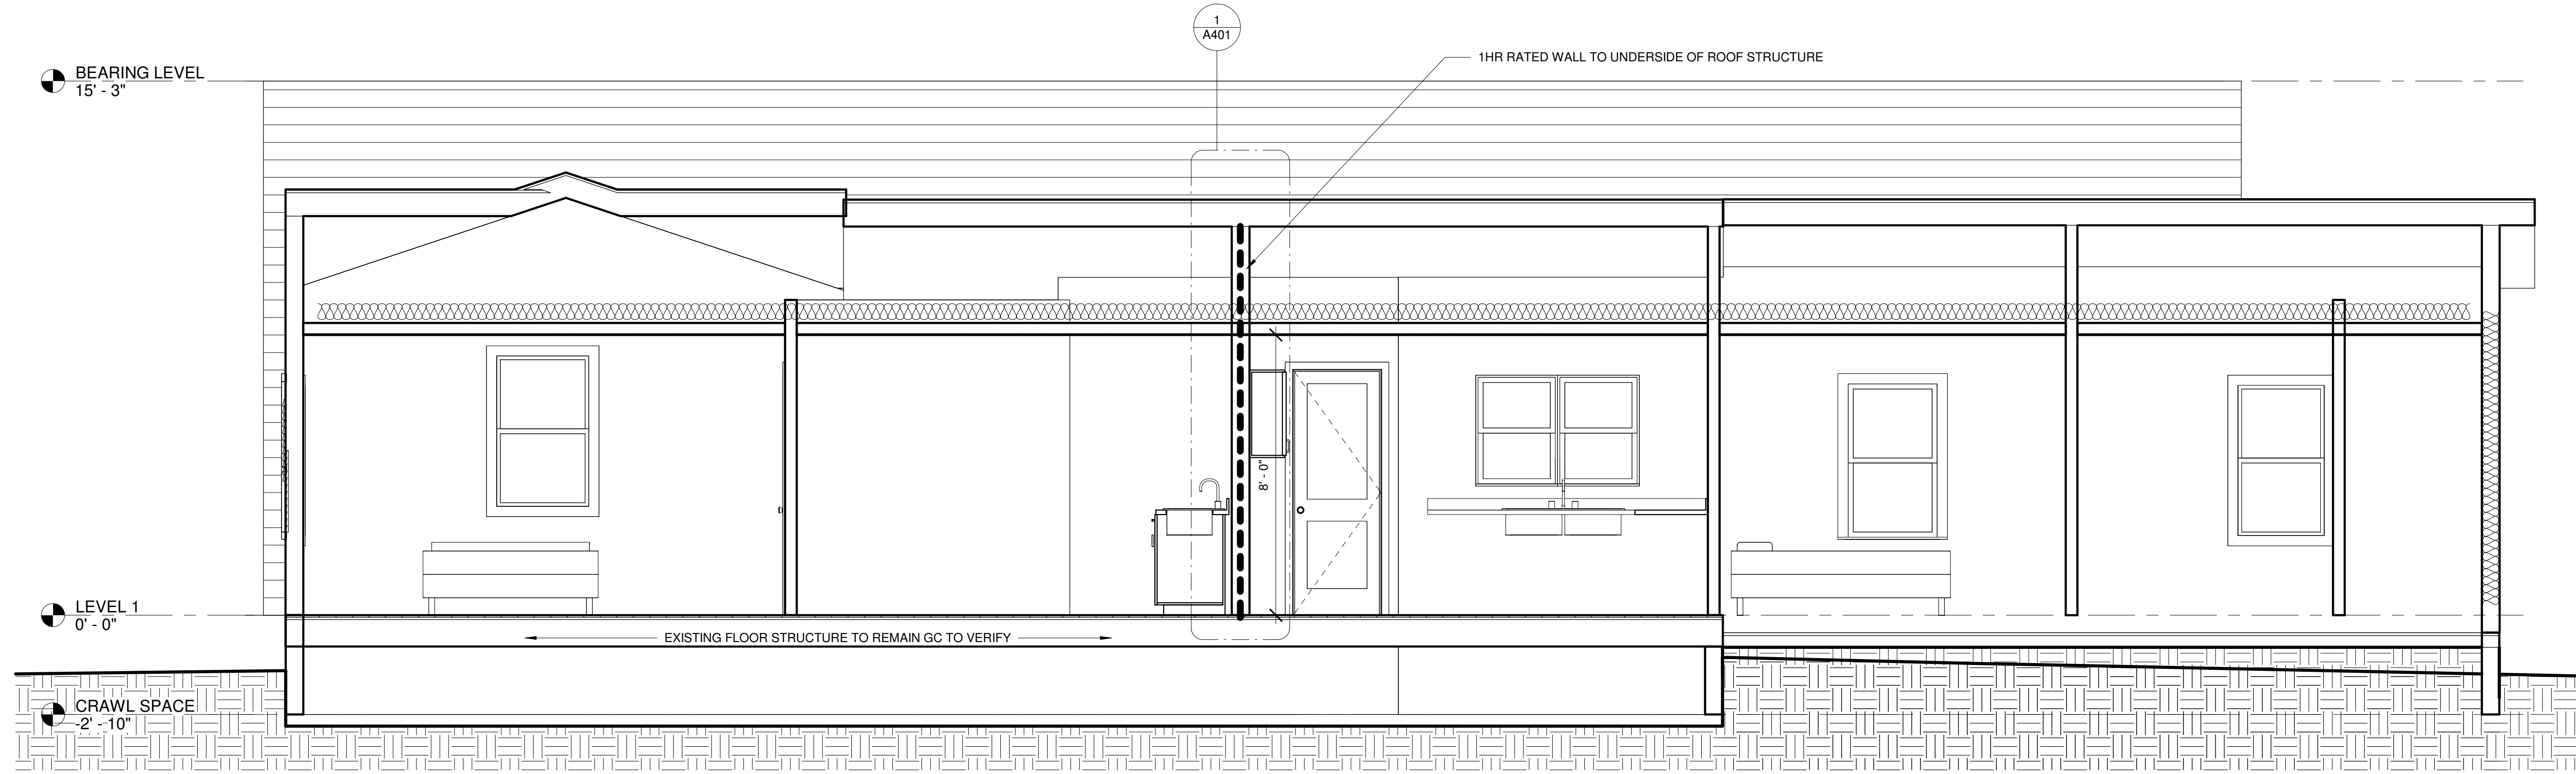 1
A401
1HR RATED WALL TO UNDERSIDE OF ROOF STRUCTURE
BEARING LEVEL
15' - 3"
8' - 0"
LEVEL 1
0' - 0"
EXISTING FLOOR STRUCTURE TO REMAIN GC TO VERIFY
CRAWL SPACE
-2' - 10"